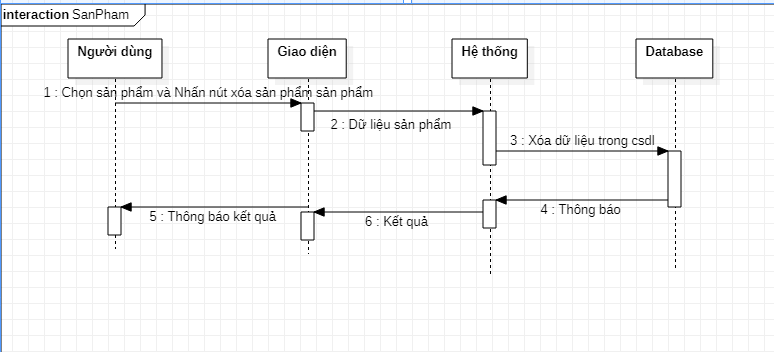 interaction SanPham
Người dùng
Giao diện
Hệ thống
Database
1 : Chọn sản phẩm và Nhấn nút xóa sản phẩm sản phẩm
2 : Dữ liệu sản phẩm
3 : Xóa dữ liệu trong csdl
4 : Thông báo
5 : Thông báo kết quả
6 : Kết quả